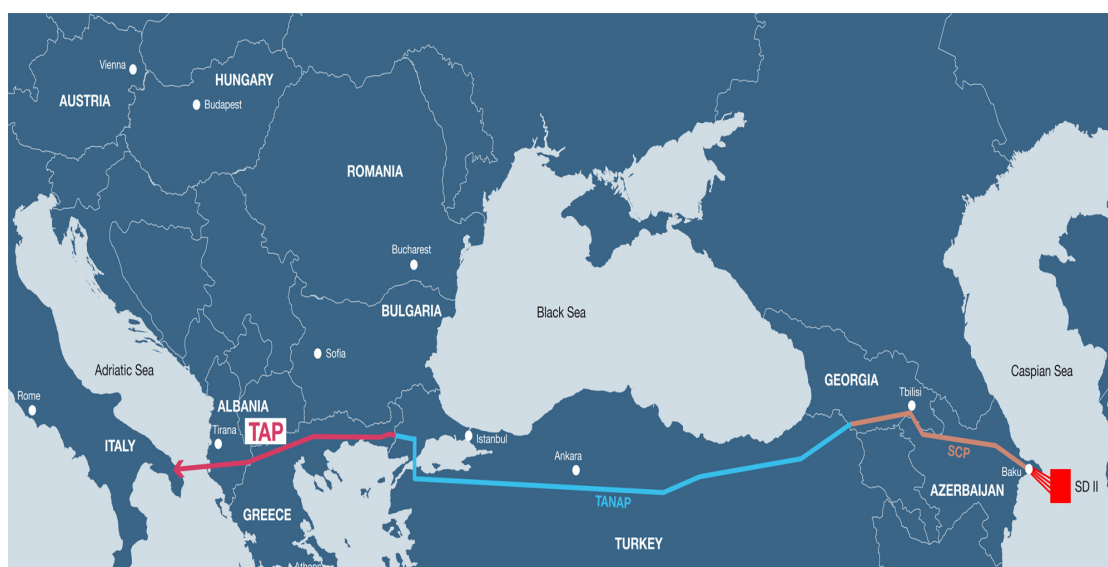 Vienna
HUNGARY
AUSTRIA
Budapest
ROMANIA
Bucharest
BULGARIA
Black Sea
Sofia
Adriatic Sea
Caspian Sea
GEORGIA
Tbilisi
Rome
ALBANIA
Tirana
TAP
Istanbul
ITALY
Ankara
SCP
Baku
AZERBAIJAN
SD II
TANAP
GREECE
TURKEY
Athens